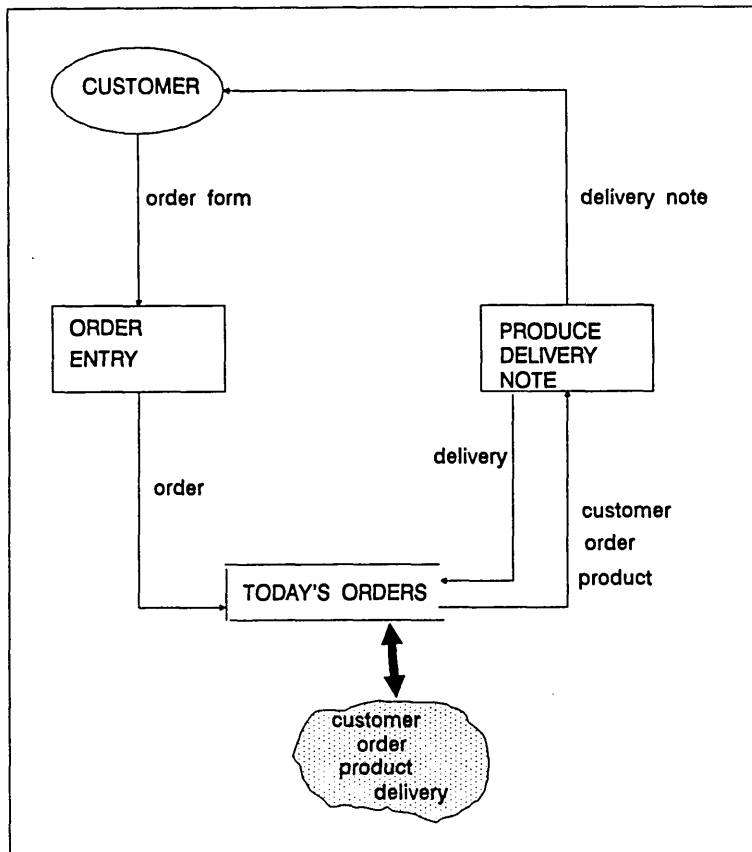 CUSTOMER
order form
delivery note
ORDER
ENTRY
PRODUCE
DELIVERY
NOTE
delivery
order
customer
order
product
TODAY'S ORDERS
customer
order
product
delivery